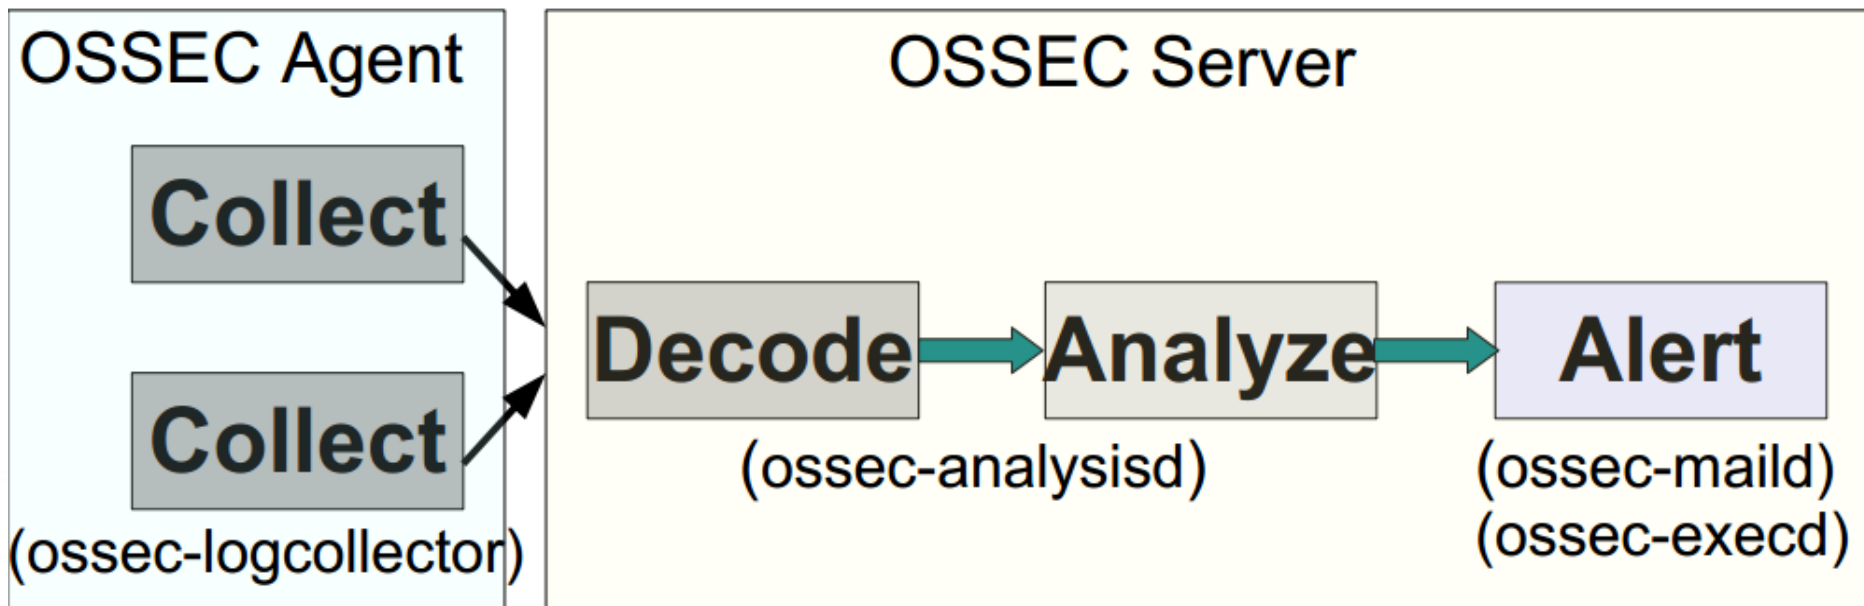 OSSEC Agent
Collect
Collect
(ossec-logcollector)
OSSEC Server
Decode
Analyze
Alert
(ossec-analysisd)
(ossec-maild)
(ossec-execd)